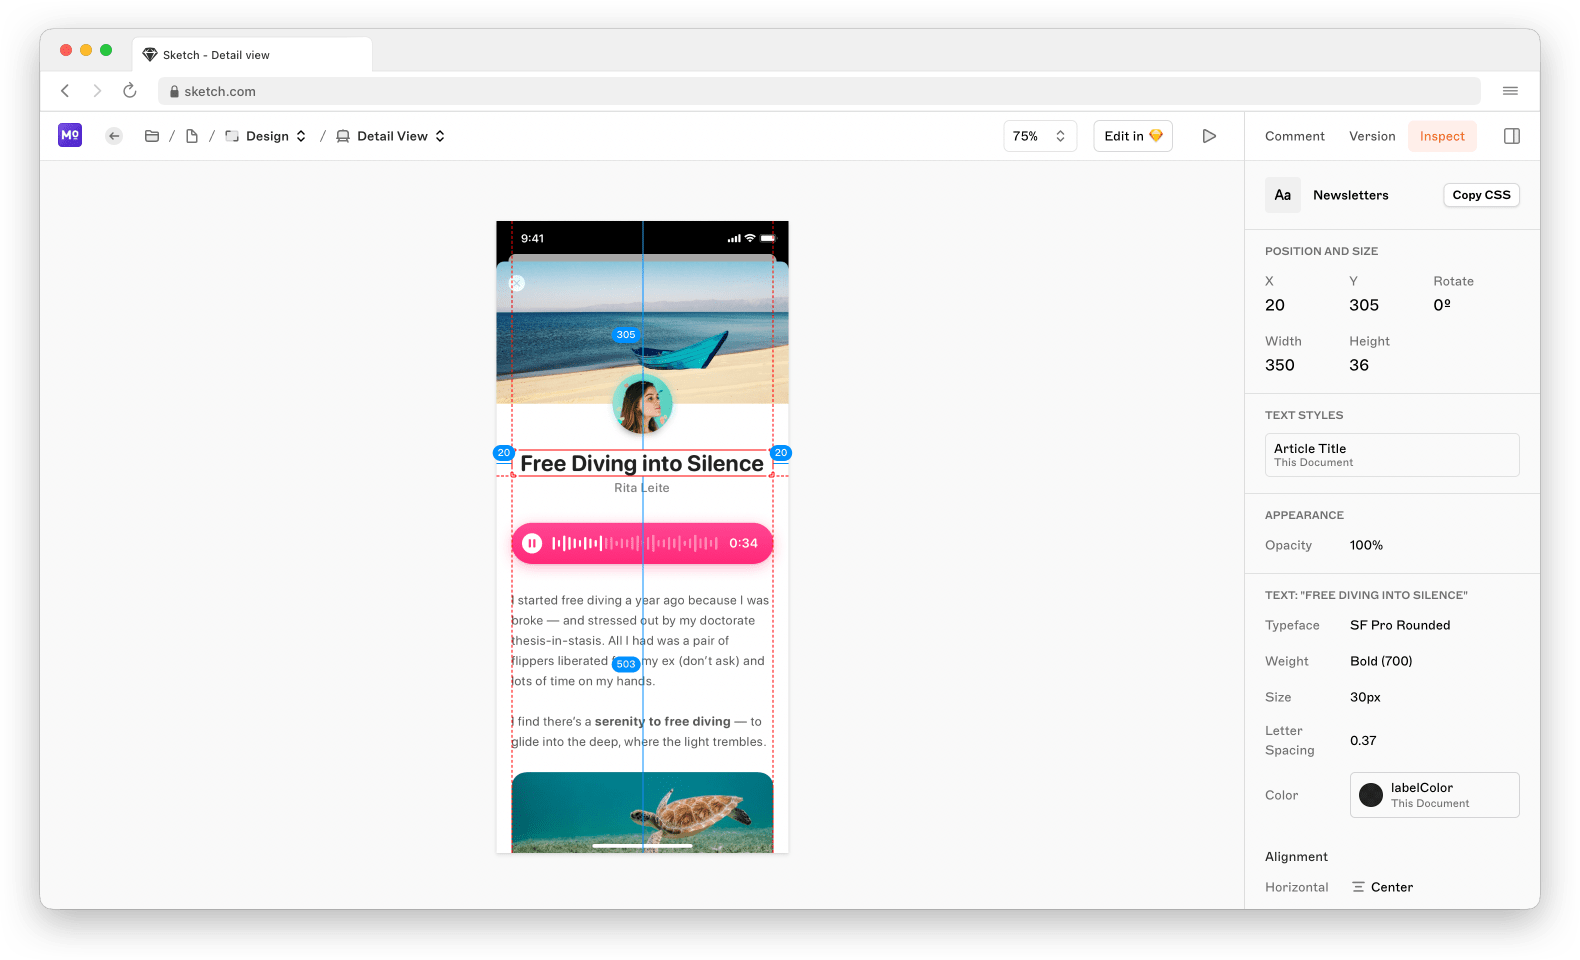 Sketch - Detail view
sketch.com
Mº
/ / Design / Detail View
75%
Edit in
Comment Version Inspect
Aa Newsletters Copy CSS
POSITION AND SIZE
X Y Rotate
20 305 0º
Width Height
350 36
TEXT STYLES
Article Title
This Document
APPEARANCE
Opacity 100%
TEXT: "FREE DIVING INTO SILENCE"
Typeface SF Pro Rounded
Weight Bold (700)
Size 30px
Letter
Spacing
0.37
Color
labelColor
This Document
Alignment
Horizontal Center
9:41
305
20 20
Free Diving into Silence
Rita Leite
0:34
I started free diving a year ago because I was
broke — and stressed out by my doctorate
thesis-in-stasis. All I had was a pair of
flippers liberated my ex (don’t ask) and
503
lots of time on my hands.
I find there’s a serenity to free diving — to
glide into the deep, where the light trembles.